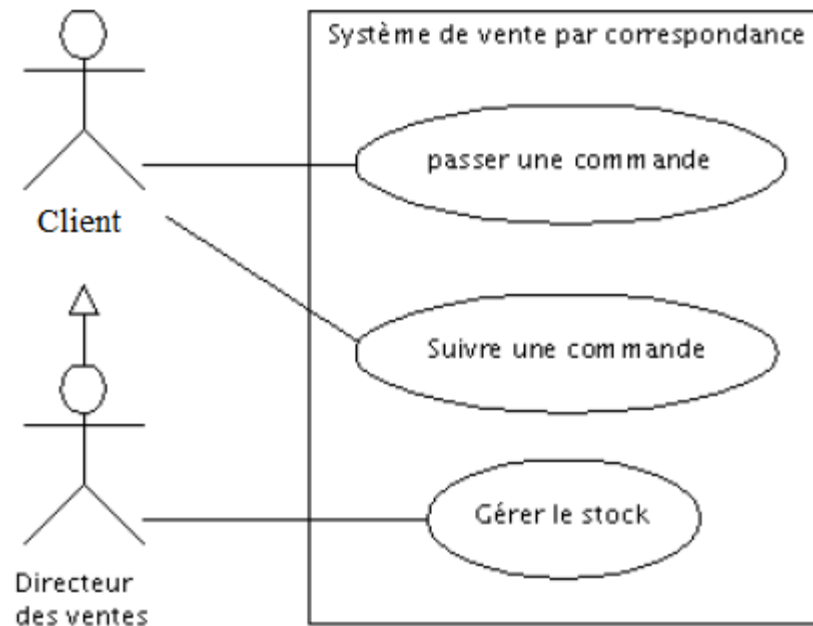 Système de vente par correspondance
passer une commande
Client
Suivre une commande
Gérer le stock
Directeur
des ventes